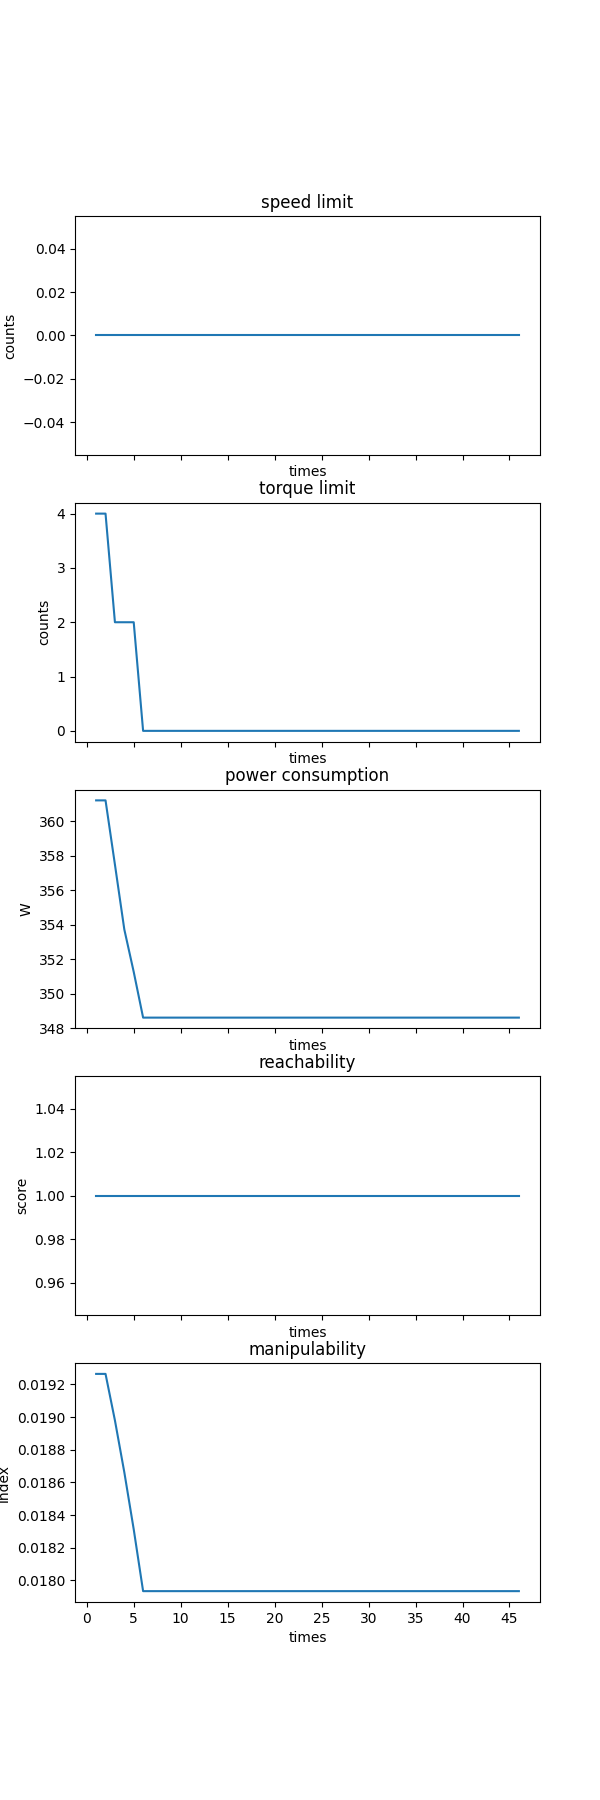 speed limit
0.04
0.02
0.00
−0.02
−0.04
counts
times
torque limit
4
3
2
1
0
counts
times
power consumption
360
358
356
354
352
350
348
W
times
reachability
1.04
1.02
1.00
0.98
0.96
score
times
manipulability
0.0192
0.0190
0.0188
0.0186
0.0184
0.0182
0.0180
index
0 5 10 15 20 25 30 35 40 45
times